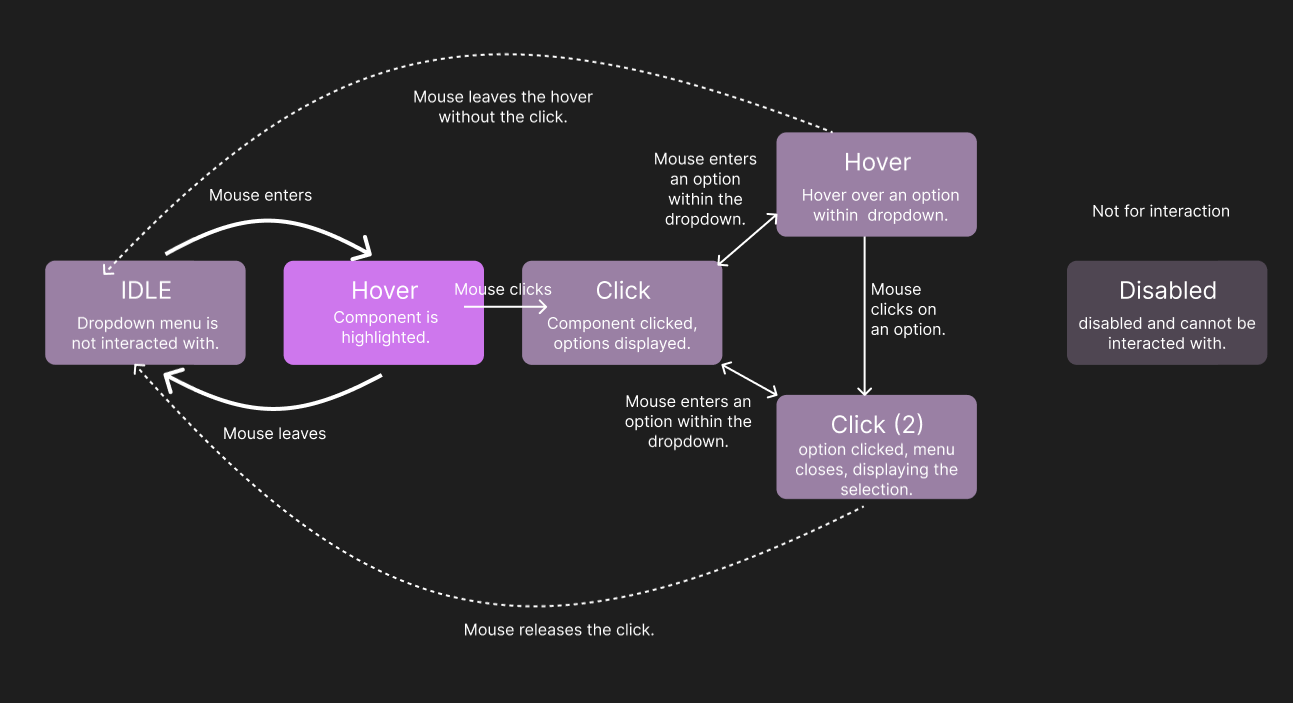 Mouse leaves the hover
without the click.
Mouse enters
Mouse enters
an option
within the
dropdown.
Hover
Hover over an option
within  dropdown.
Not for interaction
IDLE
Dropdown menu is
not interacted with.
Hover
Component is
highlighted.
Mouse clicks
Click
Component clicked,
options displayed.
Mouse
clicks on
an option.
Disabled
disabled and cannot be
interacted with.
Mouse leaves
Mouse enters an
option within the
dropdown.
Click (2)
option clicked, menu
closes, displaying the
selection.
Mouse releases the click.